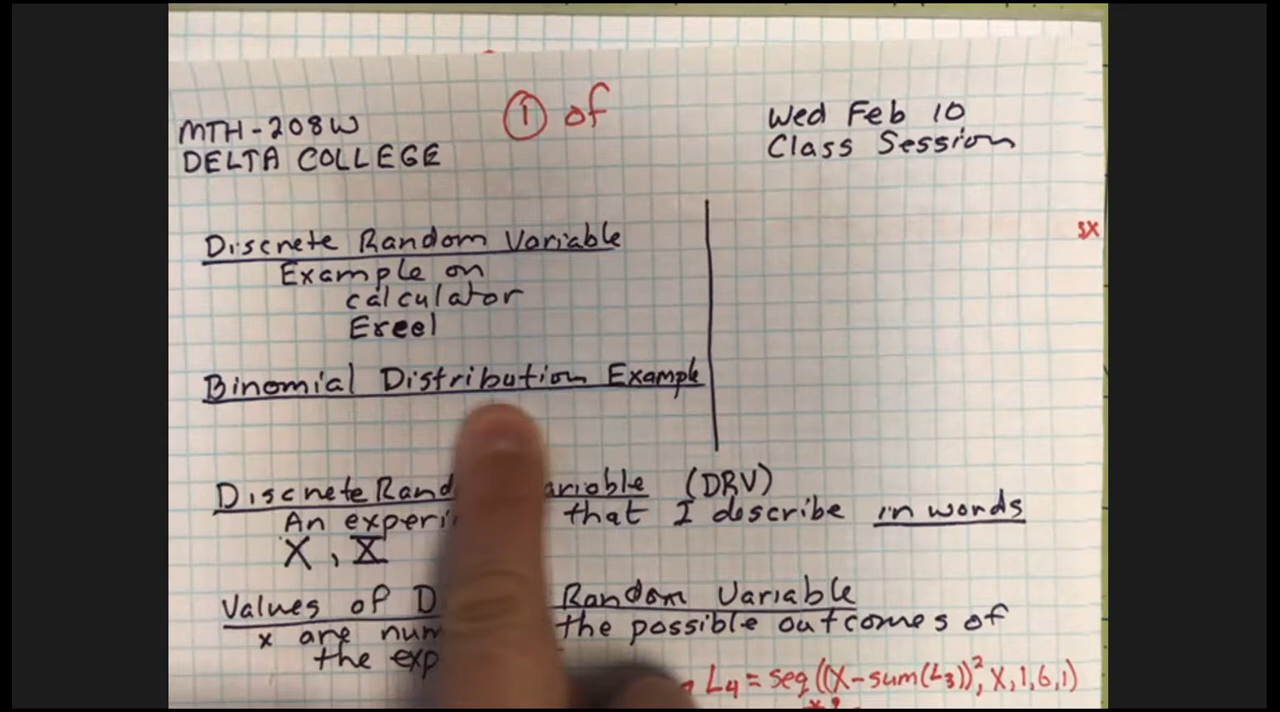 ① of
MTH-208W
DELTA COLLEGE
Wed Feb 10
Class Session
Discrete Random Variable
Example on
calculator
Excel
Binomial Distribution Example
Discrete Rand ariable (DRV)
An experi that I describe in words
X, X
Values of D Random Variable
x are num the possible outcomes of
the exp
L4 = seq((X-sum(L3))², X,1,6,1)